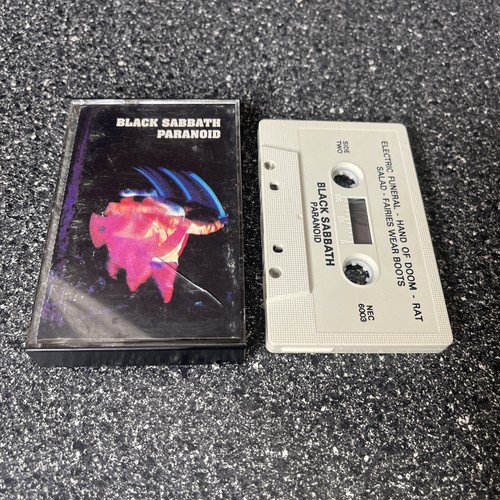 BLACK SABBATH
PARANOID
ELECTRIC FUNERAL - HAND OF DOOM - RAT
SALAD - FAIRIES WEAR BOOTS
SIDE
TWO
NEC
6003
BLACK SABBATH
PARANOID